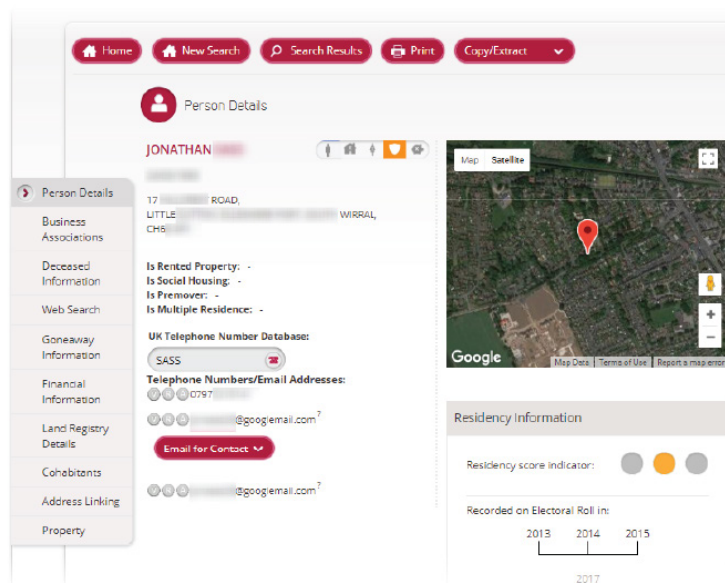 Home New Search Search Results Print Copy/Extract
Person Details
JONATHAN
17 ROAD,
LITTLE WIRRAL,
CH6
Is Rented Property: -
Is Social Housing: -
Is Premover: -
Is Multiple Residence: -
UK Telephone Number Database:
SASS
Telephone Numbers/Email Addresses:
0797
@googlemail.com?
Email for Contact
@googlemail.com?
Person Details
Business
Associations
Deceased
Information
Web Search
Goneaway
Information
Financial
Information
Land Registry
Details
Cohabitants
Address Linking
Property
Map Satellite
Google
Map Data Terms of Use Report a map error
Residency Information
Residency score indicator:
Recorded on Electoral Roll in:
2013 2014 2015
2017